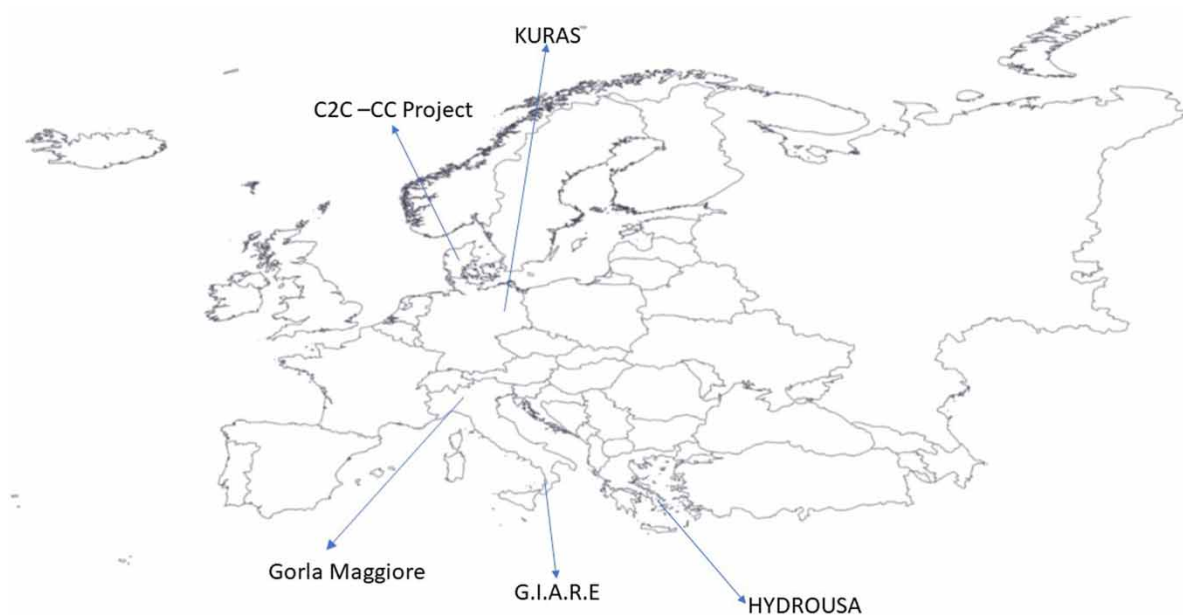 KURAS
C2C –CC Project
Gorla Maggiore
G.I.A.R.E
HYDROUSA